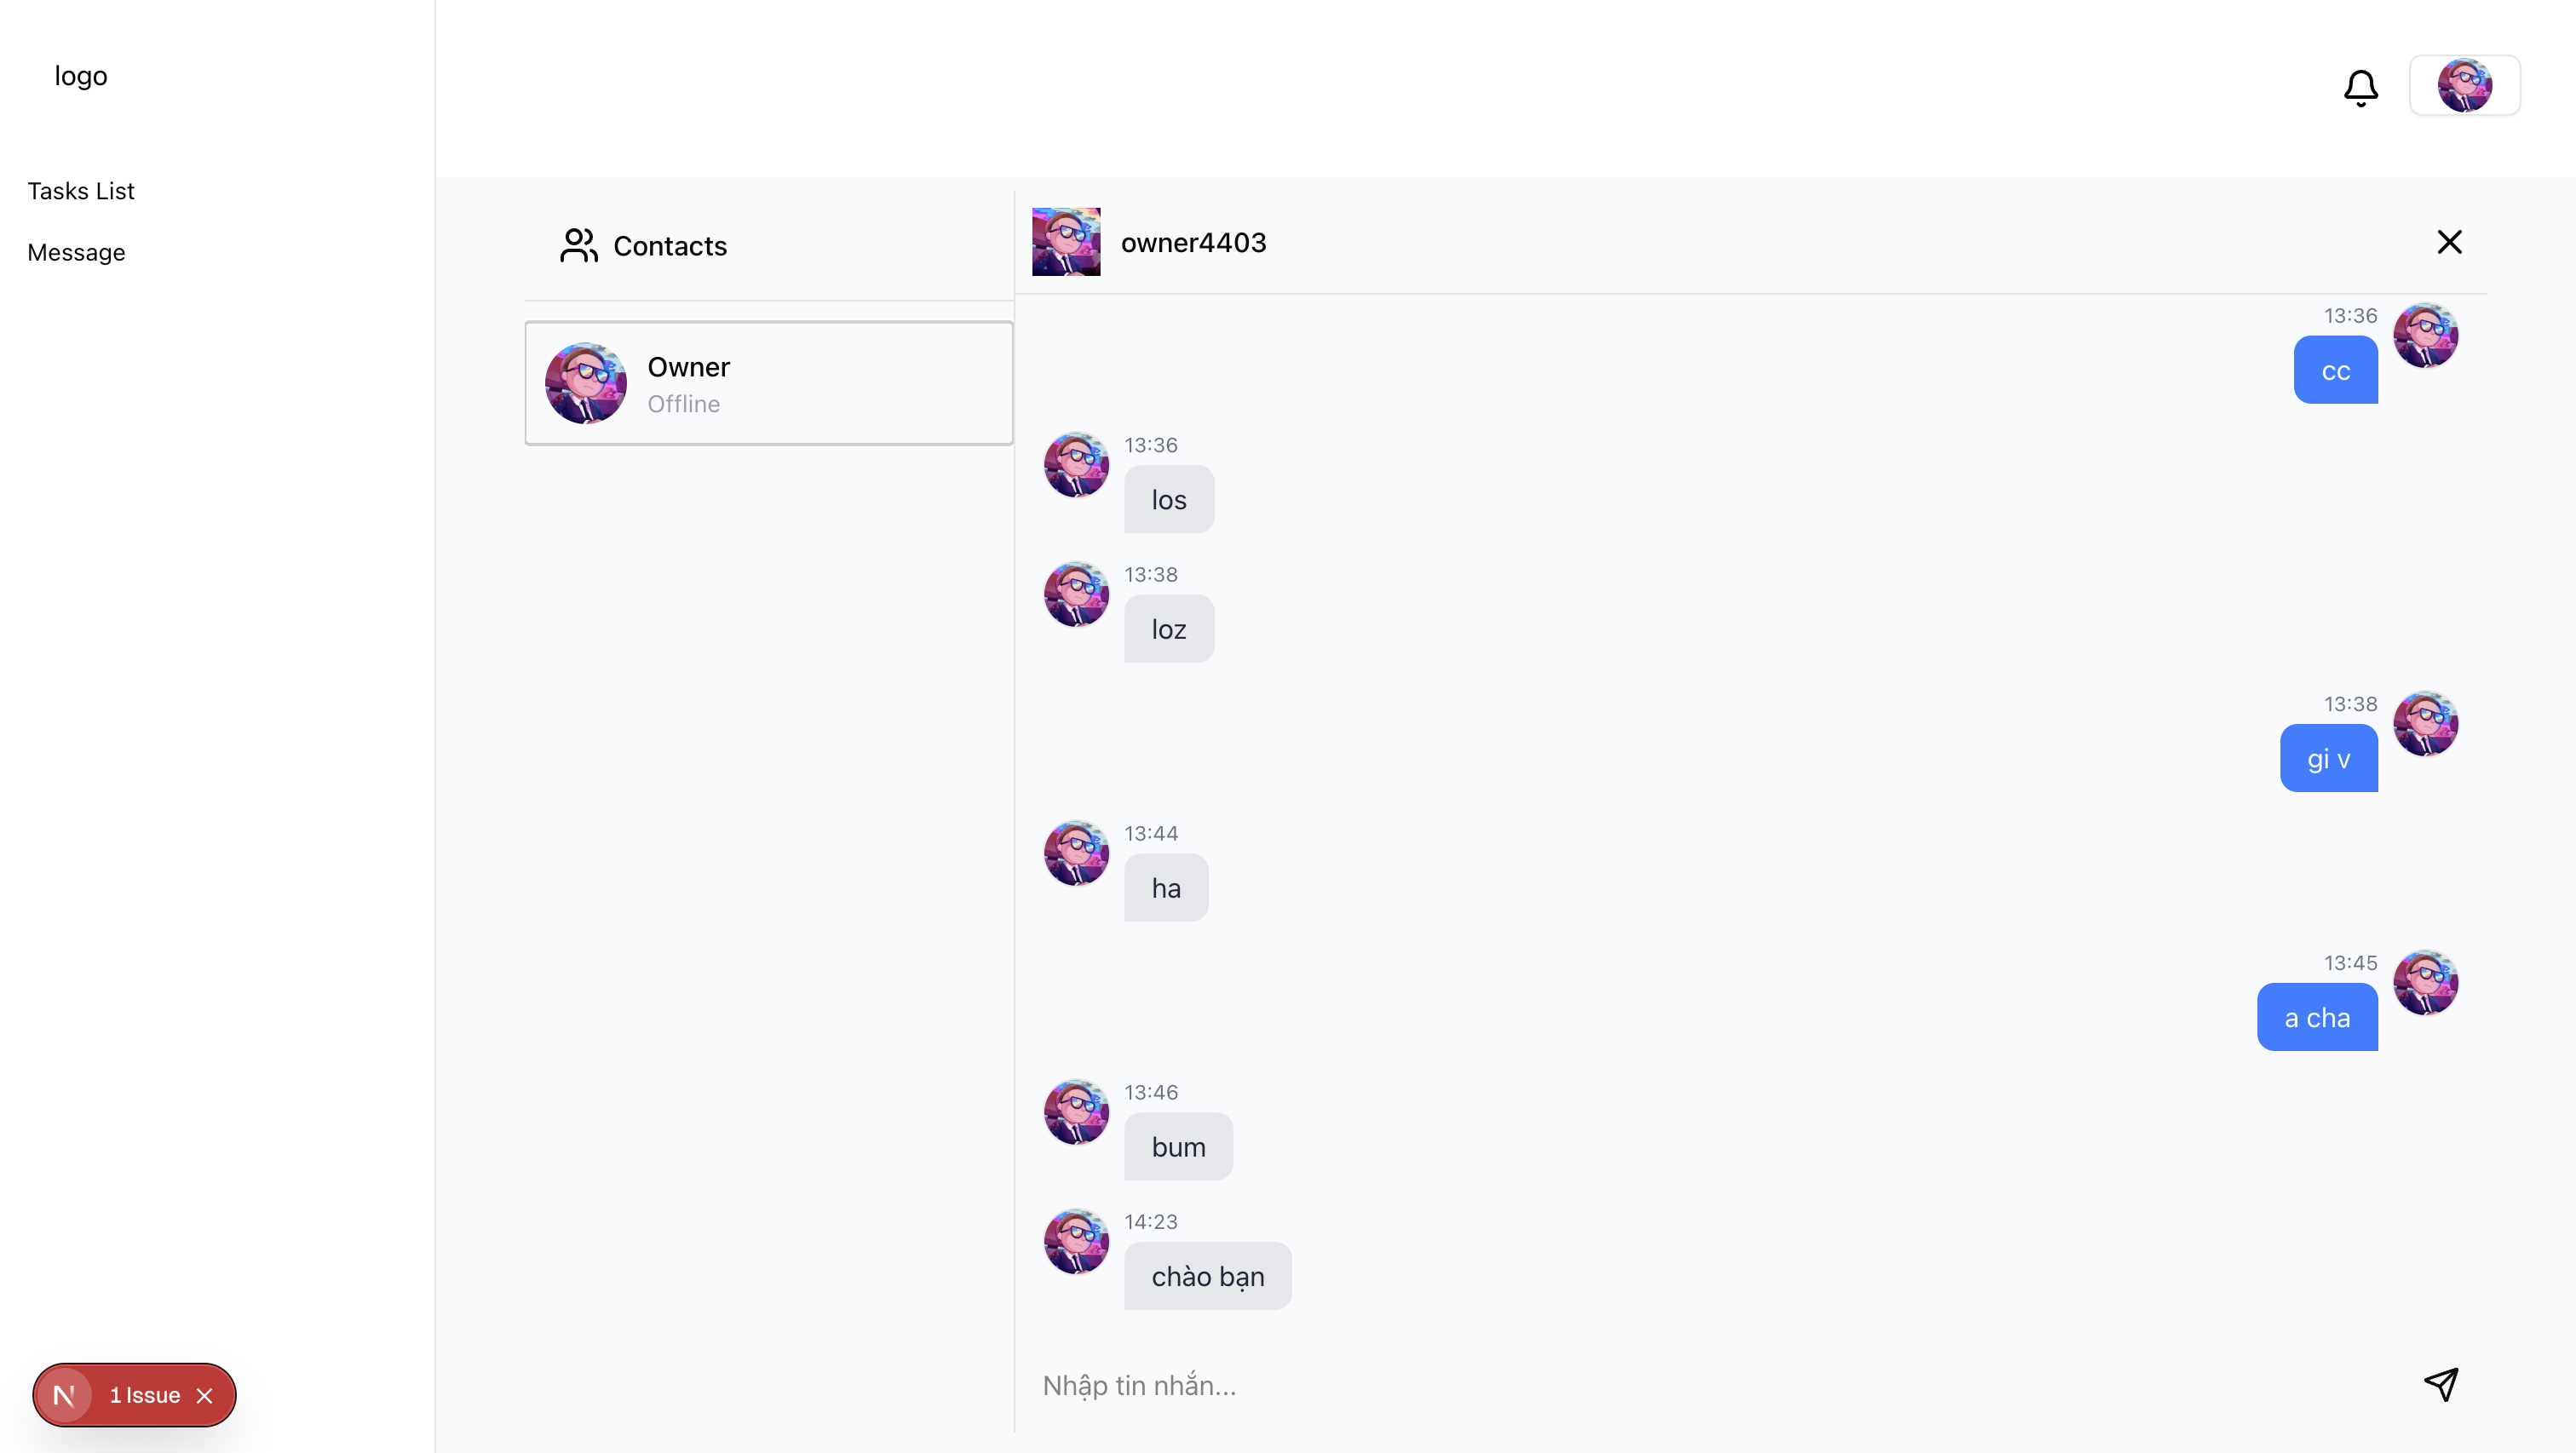 logo
Tasks List
Message
Contacts
Owner
Offline
owner4403
13:36
cc
13:36
los
13:38
loz
13:38
gi v
13:44
ha
13:45
a cha
13:46
bum
14:23
chào bạn
Nhập tin nhắn...
N 1 Issue